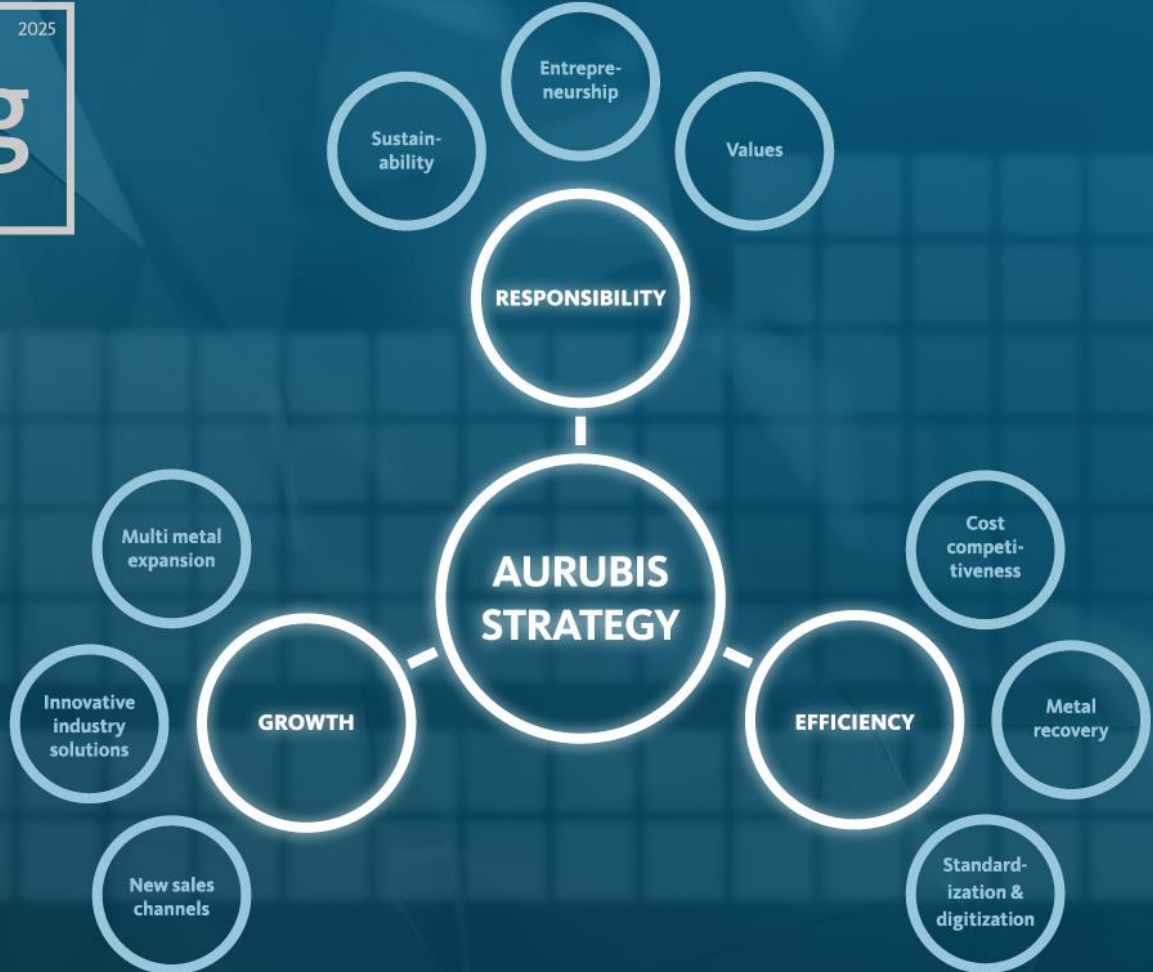 2025
g
Entrepre-
neurship
Sustain-
ability
Values
RESPONSIBILITY
Multi metal
expansion
Cost
competi-
tiveness
AURUBIS
STRATEGY
Innovative
industry
solutions
GROWTH
EFFICIENCY
Metal
recovery
New sales
channels
Standard-
ization &
digitization